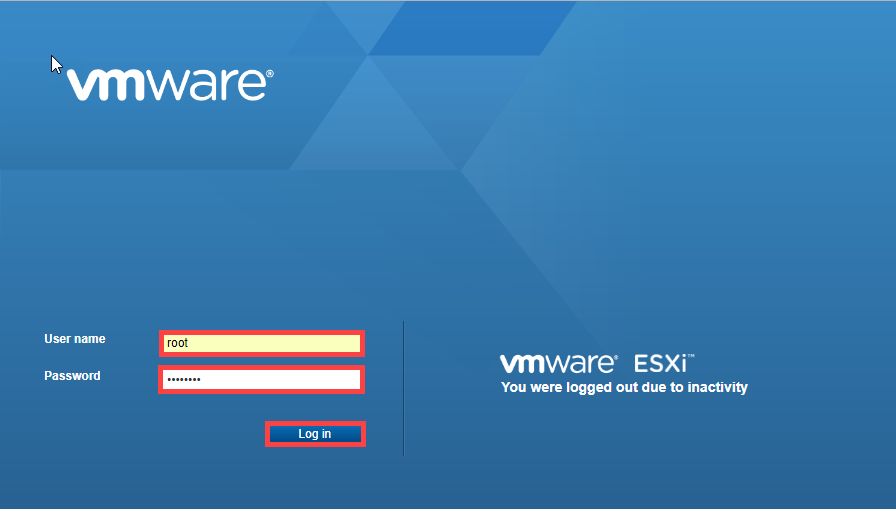 vmware®
User name
root
Password
••••••••
Log in
vmware® ESXi™
You were logged out due to inactivity